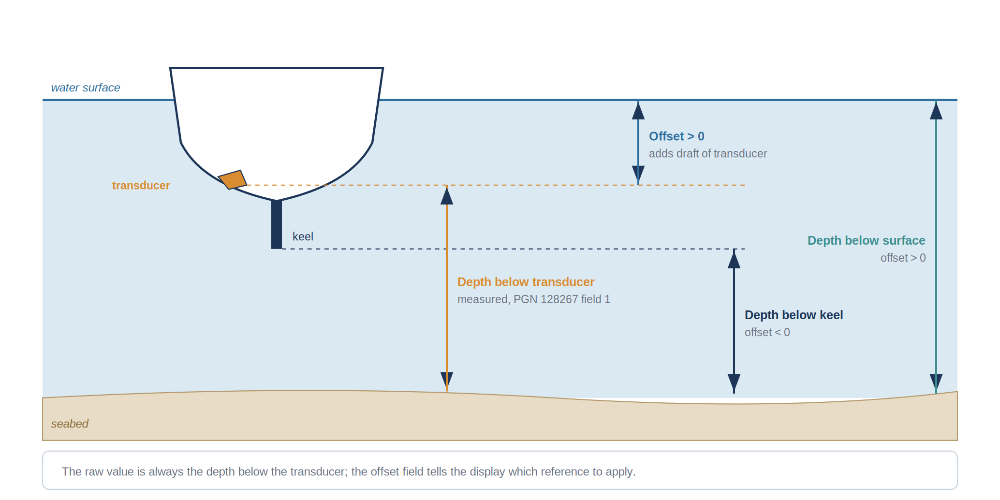 water surface
Offset > 0
adds draft of transducer
transducer
keel
Depth below surface
offset > 0
Depth below transducer
measured, PGN 128267 field 1
Depth below keel
offset < 0
seabed
The raw value is always the depth below the transducer; the offset field tells the display which reference to apply.